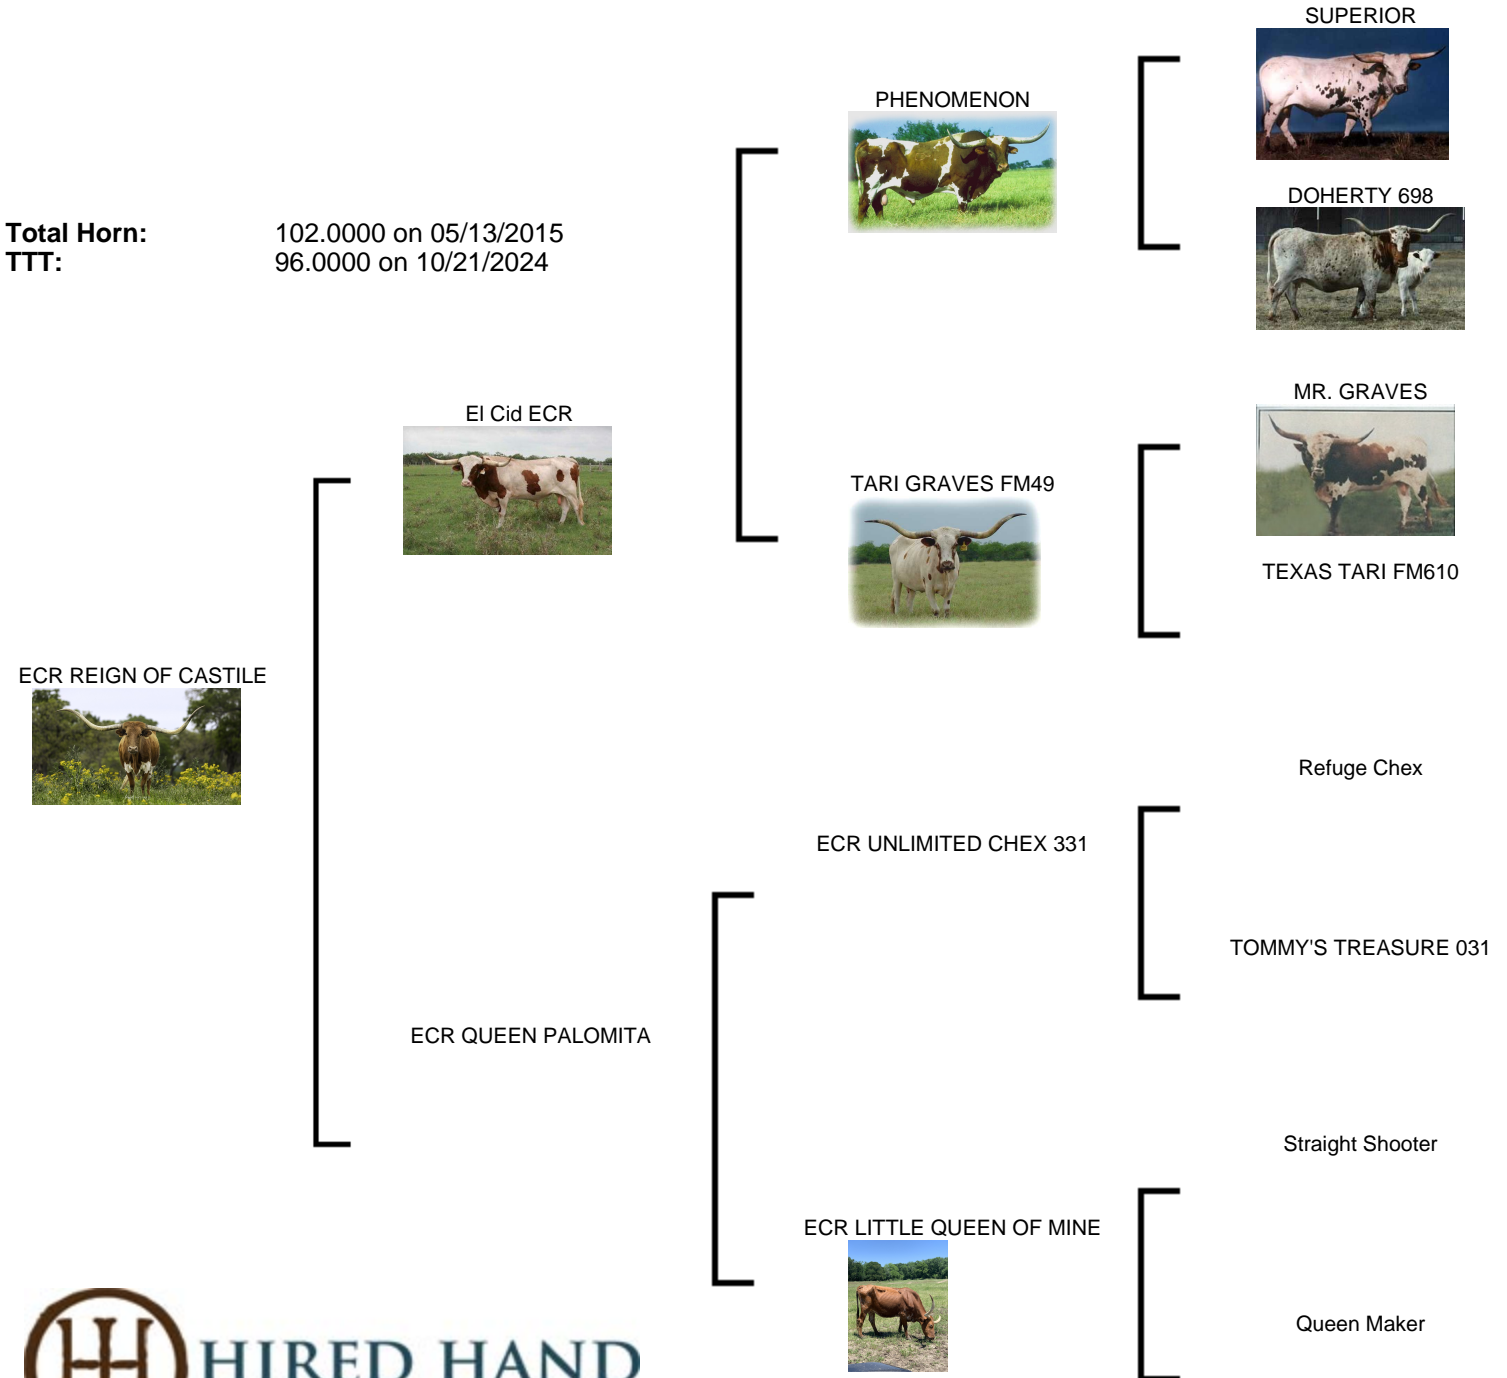 SUPERIOR
PHENOMENON
DOHERTY 698
Total Horn: 102.0000 on 05/13/2015
TTT: 96.0000 on 10/21/2024
MR. GRAVES
El Cid ECR
TARI GRAVES FM49
TEXAS TARI FM610
ECR REIGN OF CASTILE
Refuge Chex
ECR UNLIMITED CHEX 331
TOMMY'S TREASURE 031
ECR QUEEN PALOMITA
Straight Shooter
ECR LITTLE QUEEN OF MINE
Queen Maker
HIRED HAND